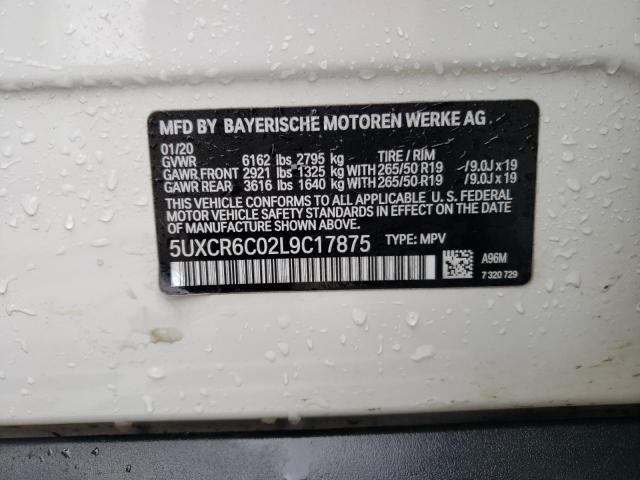 MFD BY BAYERISCHE MOTOREN WERKE AG
01/20
GVWR 6162 lbs 2795 kg TIRE / RIM
GAWR FRONT 2921 lbs 1325 kg WITH 265/50 R19 /9.0J x 19
GAWR REAR 3616 lbs 1640 kg WITH 265/50 R19 /9.0J x 19
THIS VEHICLE CONFORMS TO ALL APPLICABLE U. S. FEDERAL
MOTOR VEHICLE SAFETY STANDARDS IN EFFECT ON THE DATE
OF MANUFACTURE SHOWN ABOVE.
5UXCR6C02L9C17875 TYPE: MPV
A96M
7 320 729